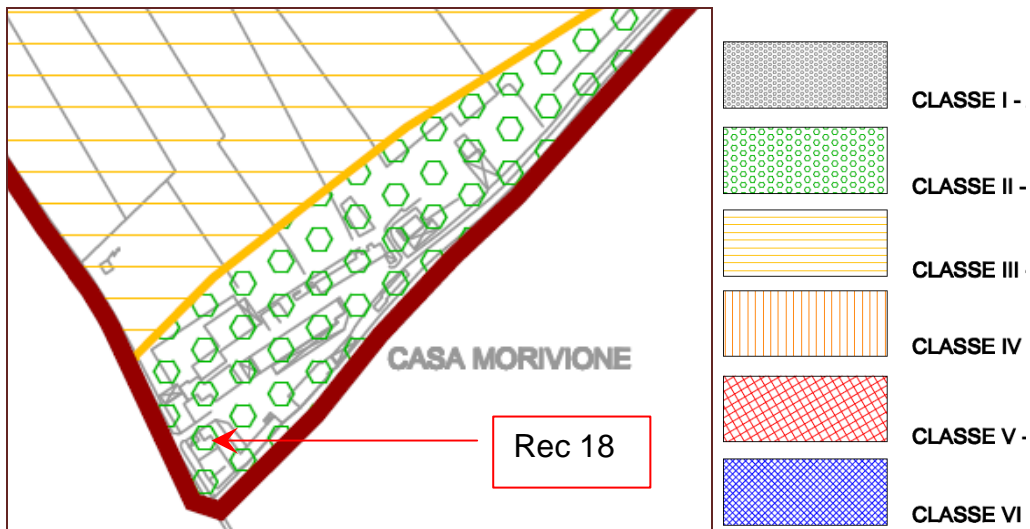 CASA MORIVIONE
Rec 18
CLASSE I -
CLASSE II -
CLASSE III -
CLASSE IV
CLASSE V -
CLASSE VI